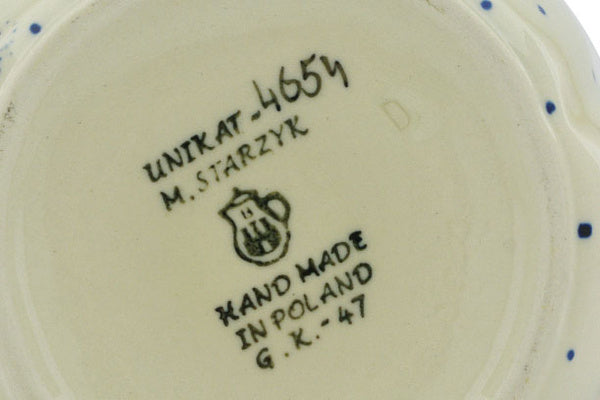 UNIKAT-4654
M.STARZYK
D
HAND MADE
IN POLAND
G.K.-47